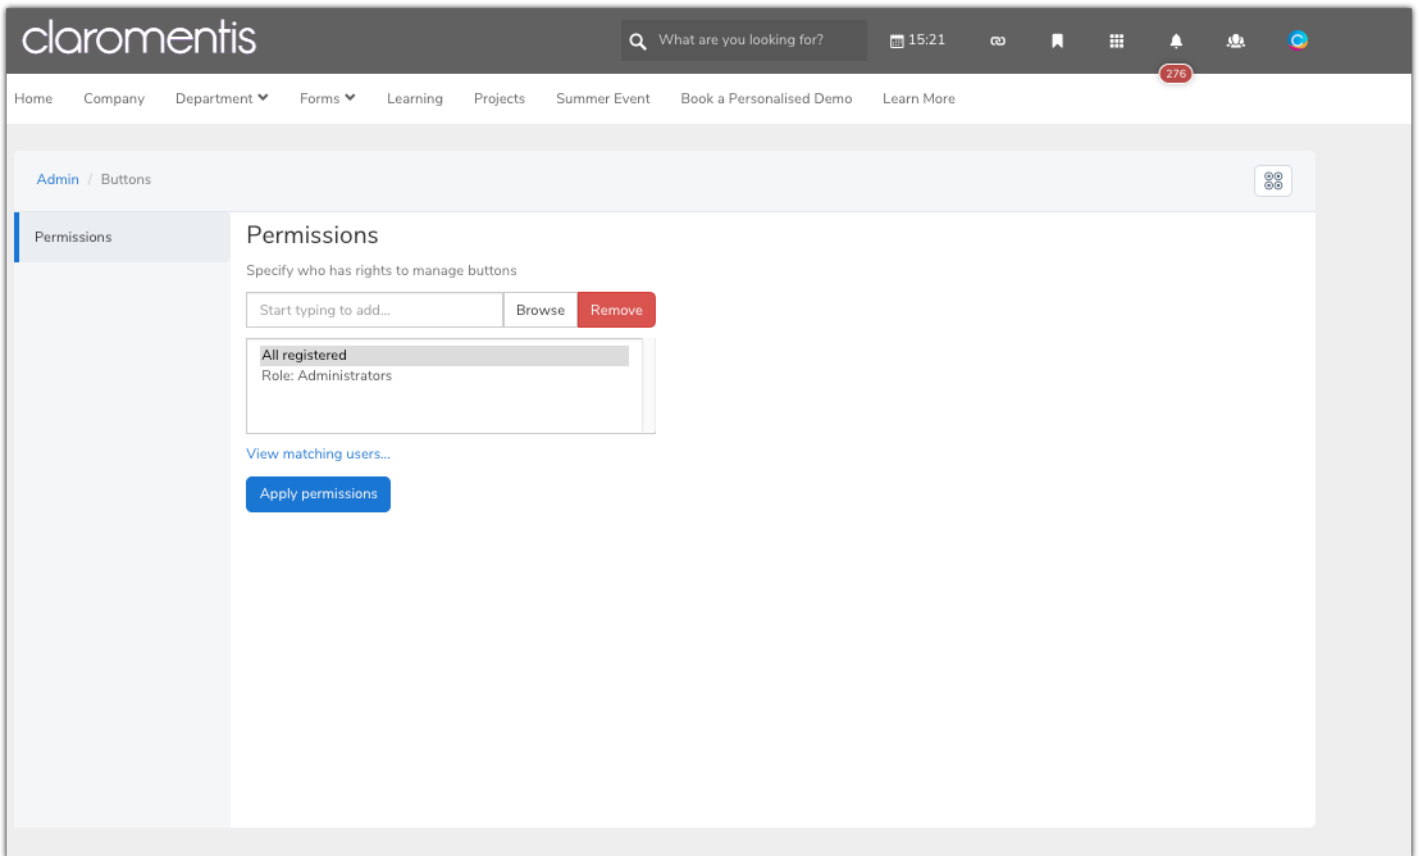 claromentis
What are you looking for?
15:21
276
Home Company Department Forms Learning Projects Summer Event Book a Personalised Demo Learn More
Admin / Buttons
Permissions
Permissions
Specify who has rights to manage buttons
Start typing to add... Browse Remove
All registered
Role: Administrators
View matching users...
Apply permissions